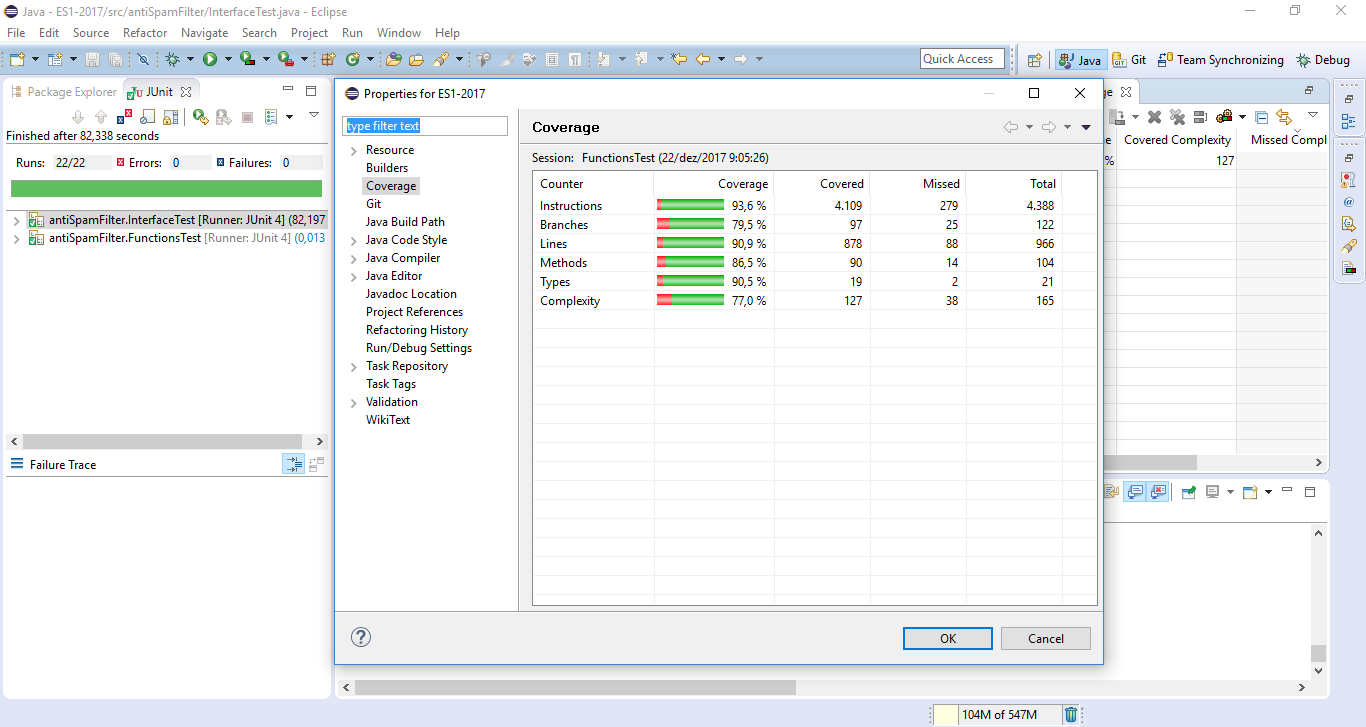 Java - ES1-2017/src/antiSpamFilter/InterfaceTest.java - Eclipse
File Edit Source Refactor Navigate Search Project Run Window Help
Quick Access
Java
Git
Team Synchronizing
Debug
Package Explorer
JUnit
Finished after 82,338 seconds
Runs: 22/22 Errors: 0 Failures: 0
antiSpamFilter.InterfaceTest [Runner: JUnit 4] (82,197
antiSpamFilter.FunctionsTest [Runner: JUnit 4] (0,013
Failure Trace
Properties for ES1-2017
type filter text
Resource
Builders
Coverage
Git
Java Build Path
Java Code Style
Java Compiler
Java Editor
Javadoc Location
Project References
Refactoring History
Run/Debug Settings
Task Repository
Task Tags
Validation
WikiText
Coverage
Session: FunctionsTest (22/dez/2017 9:05:26)
Counter Coverage Covered Missed Total
Instructions 93,6 % 4.109 279 4.388
Branches 79,5 % 97 25 122
Lines 90,9 % 878 88 966
Methods 86,5 % 90 14 104
Types 90,5 % 19 2 21
Complexity 77,0 % 127 38 165
OK Cancel
ge
e Covered Complexity Missed Compl
% 127
104M of 547M